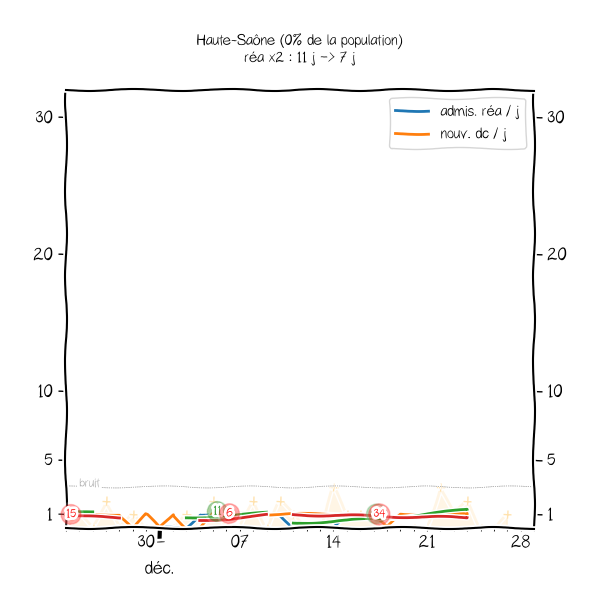 Haute-Saône (0% de la population)
réa x2 : 11 j -> 7 j
admis. réa / j
nouv. dc / j
30 30
20 20
10 10
5 5
bruit
1 15 11 6 34 1
30 07 14 21 28
déc.